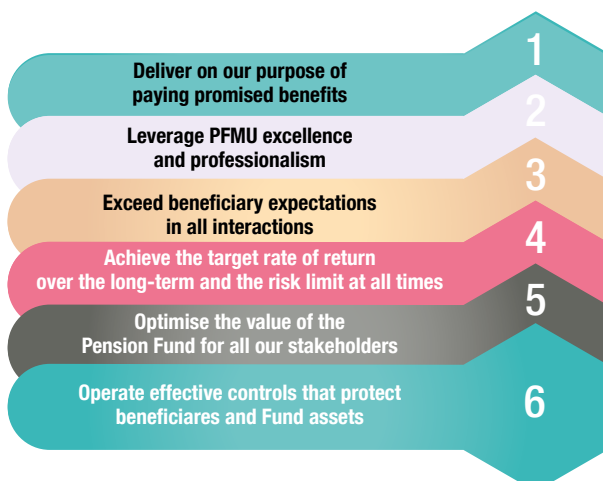 1
Deliver on our purpose of
paying promised benefits
2
Leverage PFMU excellence
and professionalism
3
Exceed beneficiary expectations
in all interactions
4
Achieve the target rate of return
over the long-term and the risk limit at all times
5
Optimise the value of the
Pension Fund for all our stakeholders
6
Operate effective controls that protect
beneficiares and Fund assets